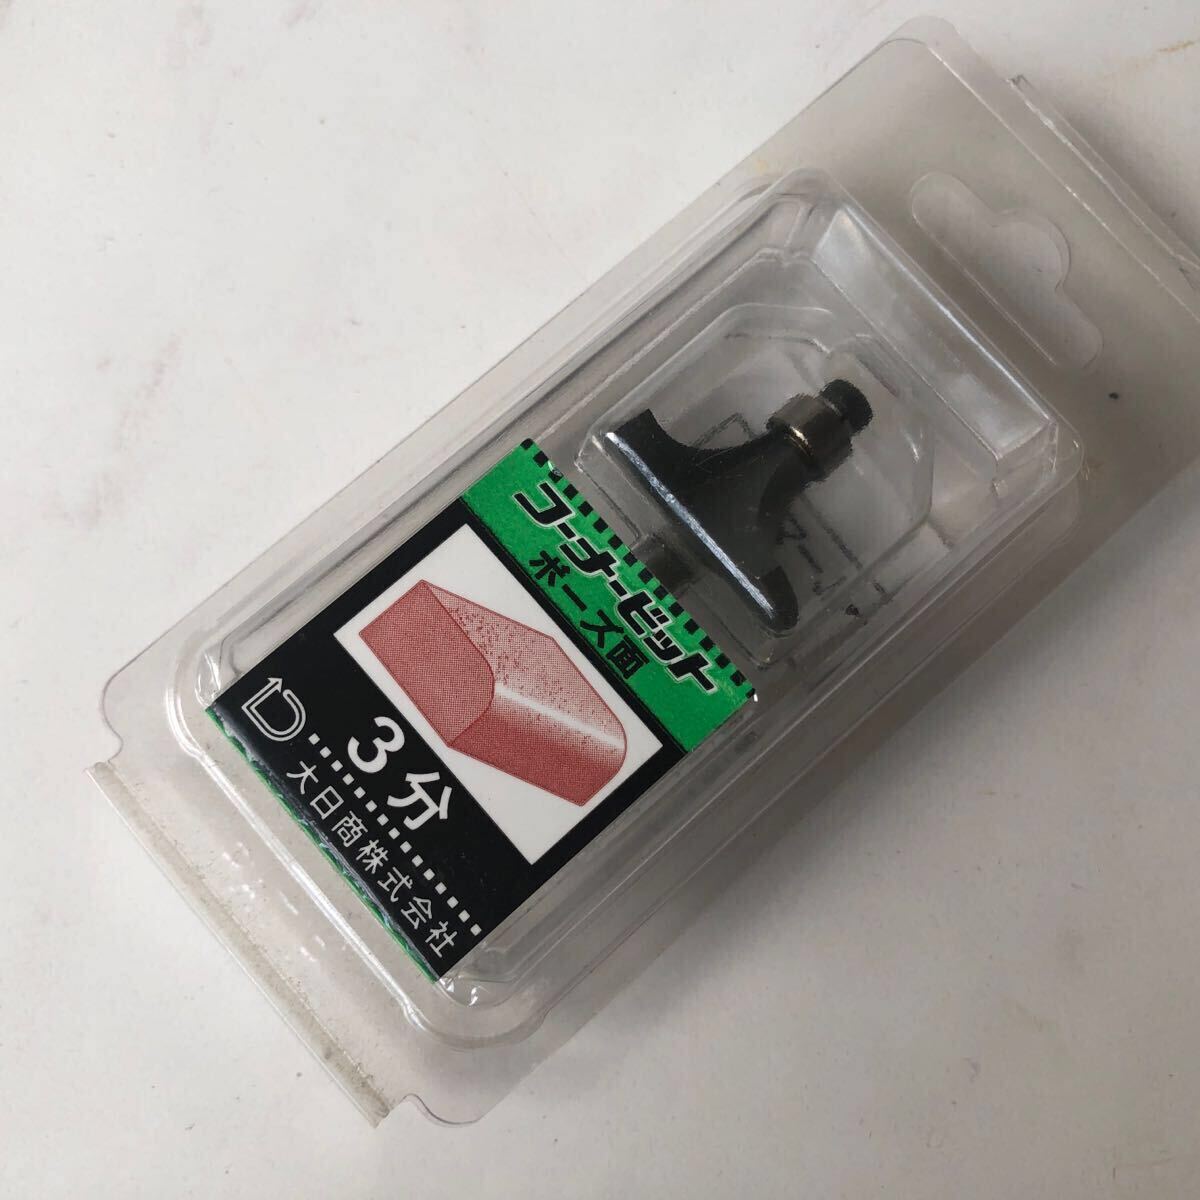 コーナービット
ボーズ面
3分
大日商株式会社